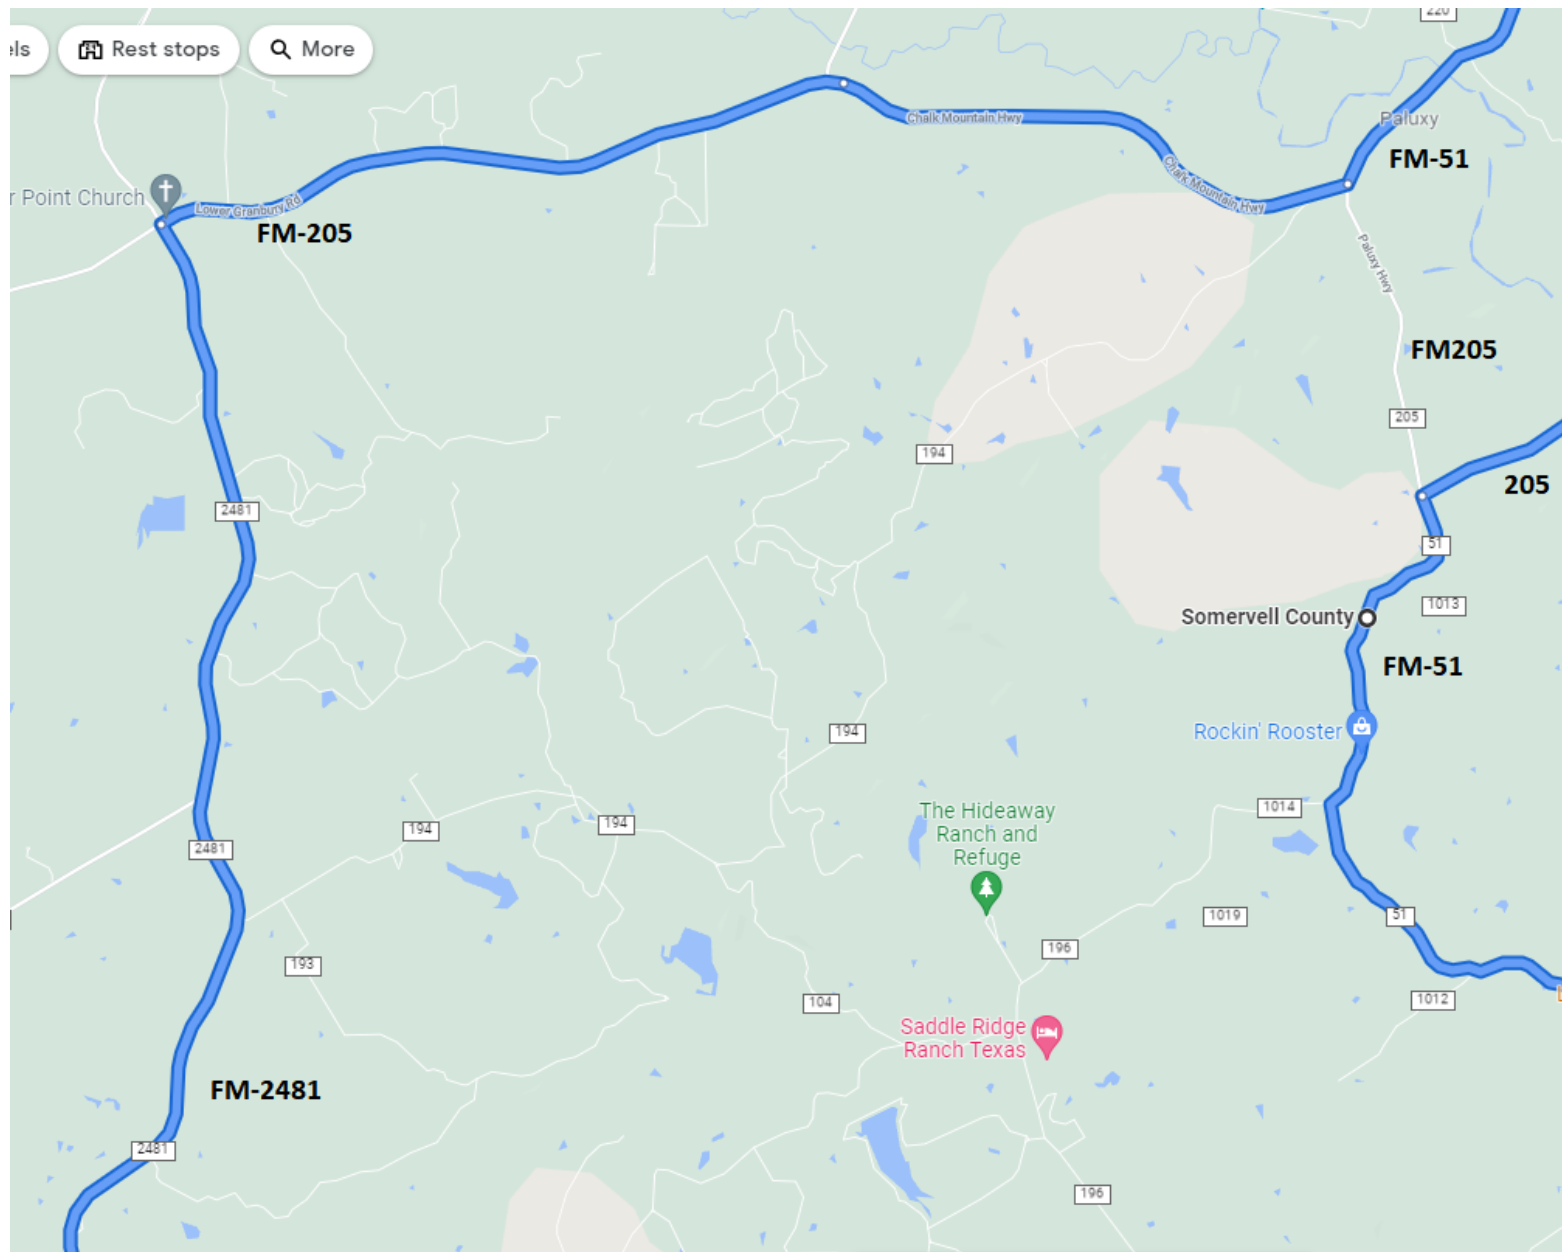 els
Rest stops
More
220
Chalk Mountain Hwy
Paluxy
FM-51
Chalk Mountain Hwy
r Point Church
Lower Granbury Rd
FM-205
Paluxy Hwy
FM205
205
194
205
2481
51
1013
Somervell County
FM-51
Rockin' Rooster
194
1014
The Hideaway
Ranch and
Refuge
194
194
2481
1019
51
196
193
104
1012
Saddle Ridge
Ranch Texas
FM-2481
2481
196